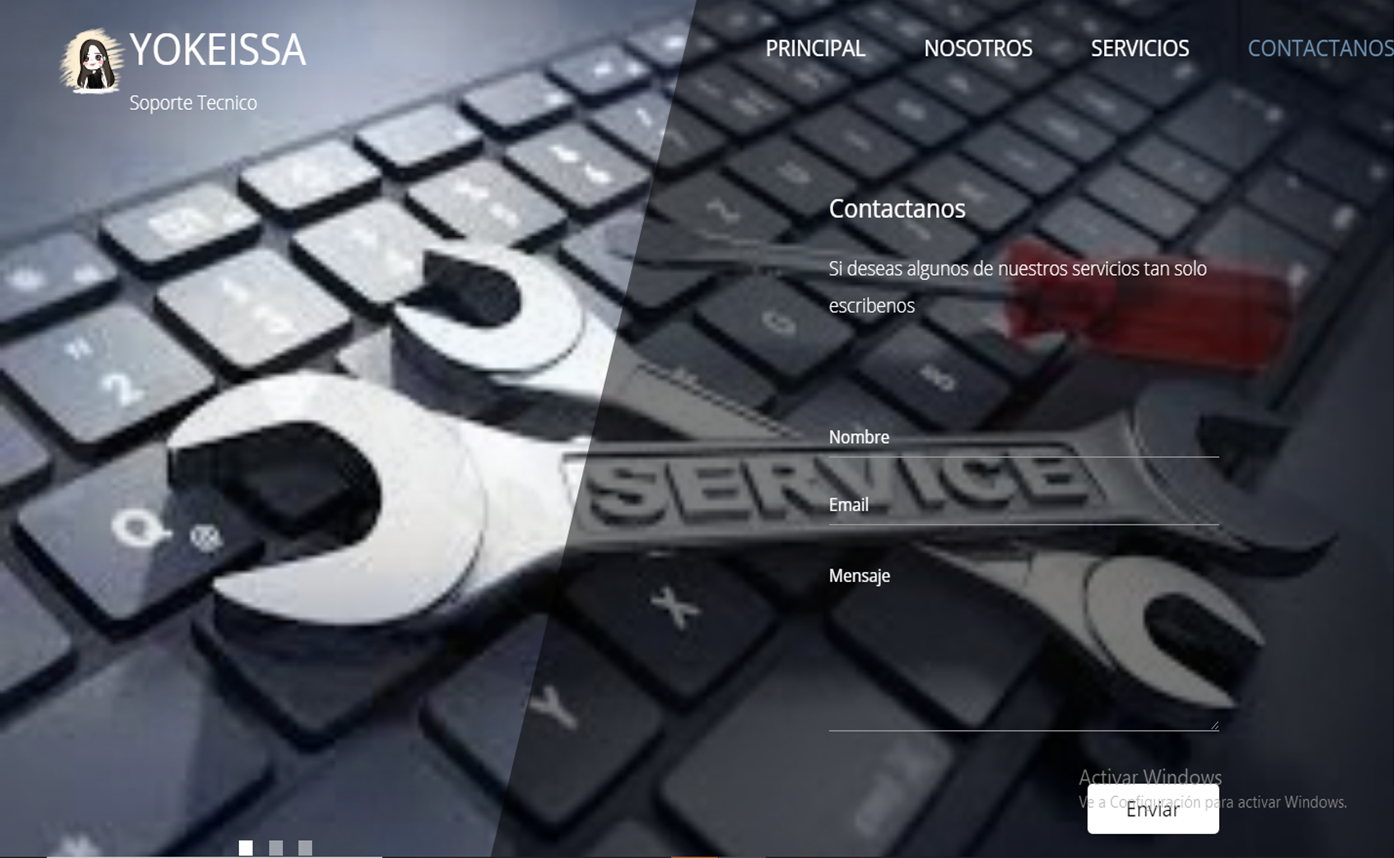 YOKEISSA
Soporte Tecnico
PRINCIPAL NOSOTROS SERVICIOS CONTACTANOS
Contactanos
Si deseas algunos de nuestros servicios tan solo
escribenos
Nombre
SERVICE
Email
Mensaje
Activar Windows
Ve a Configuración para activar Windows.
Enviar
2
Q @
X
Y